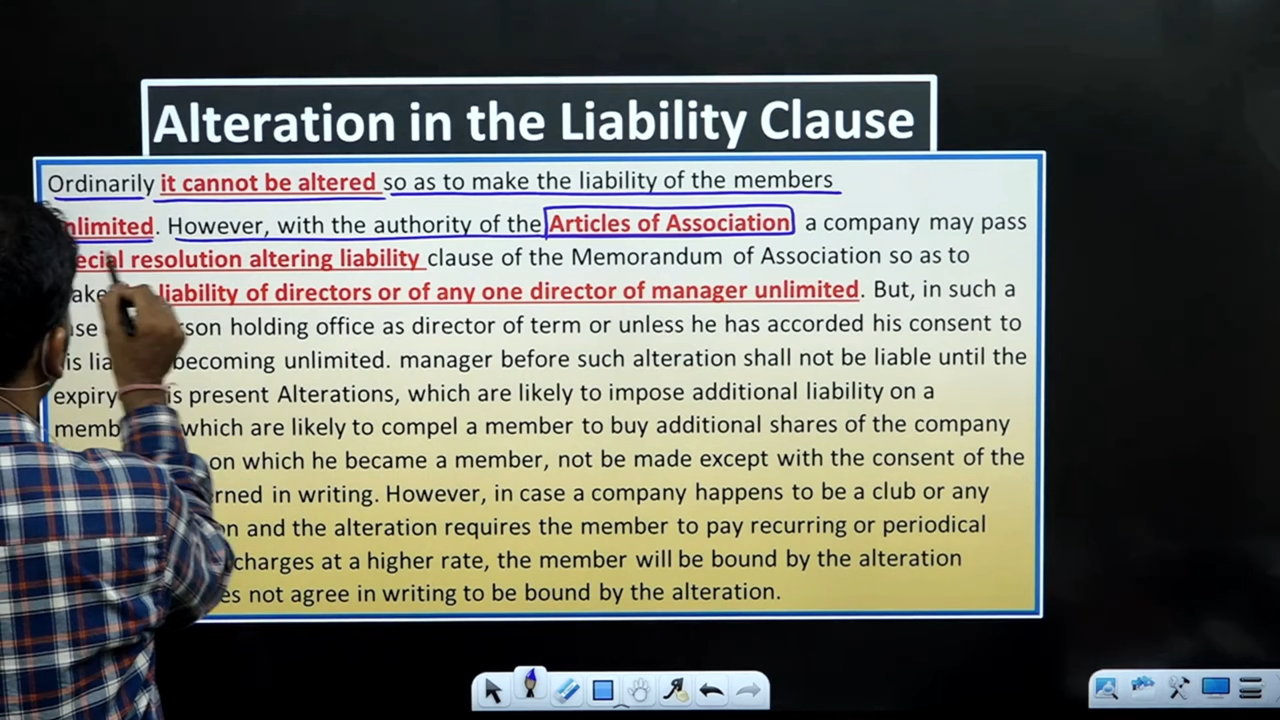 Alteration in the Liability Clause
Ordinarily it cannot be altered so as to make the liability of the members
nlimited. However, with the authority of the Articles of Association a company may pass
ecial resolution altering liability clause of the Memorandum of Association so as to
ake liability of directors or of any one director of manager unlimited. But, in such a
se rson holding office as director of term or unless he has accorded his consent to
is lia becoming unlimited. manager before such alteration shall not be liable until the
expiry is present Alterations, which are likely to impose additional liability on a
memb which are likely to compel a member to buy additional shares of the company
on which he became a member, not be made except with the consent of the
rned in writing. However, in case a company happens to be a club or any
n and the alteration requires the member to pay recurring or periodical
charges at a higher rate, the member will be bound by the alteration
es not agree in writing to be bound by the alteration.